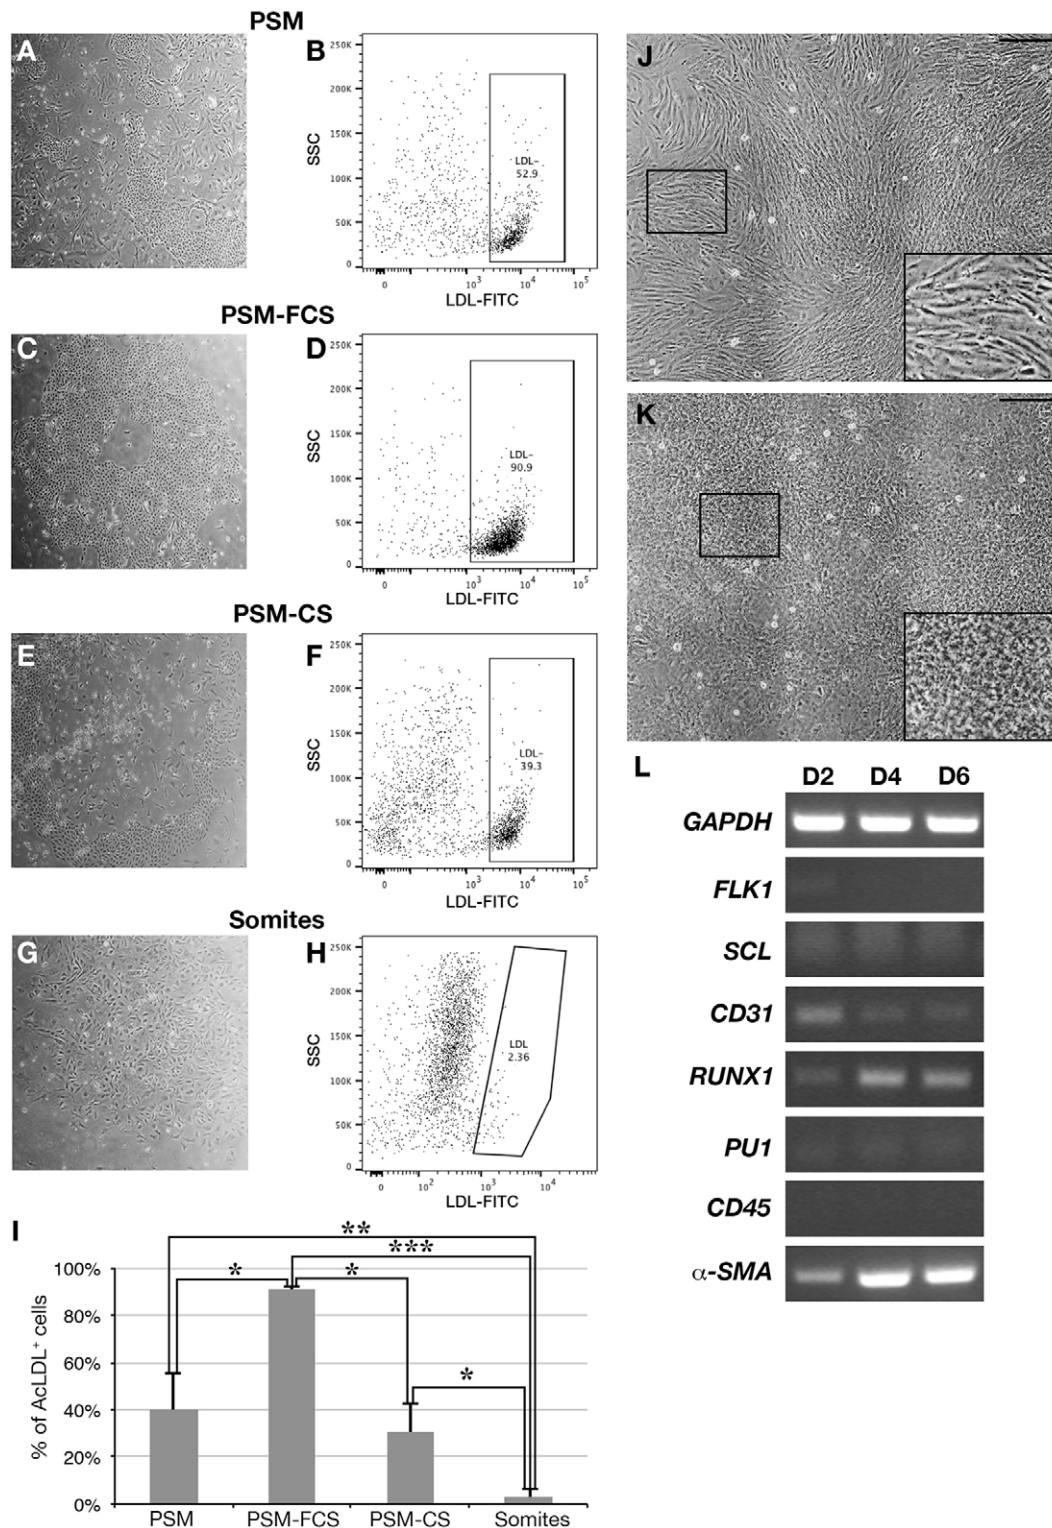 PSM
A
B
250K
200K
150K
100K
50K
0
SSC
LDL-
52.9
0 10³ 10⁴ 10⁵
LDL-FITC
PSM-FCS
C
D
250K
200K
150K
100K
50K
0
SSC
LDL-
90.9
0 10³ 10⁴ 10⁵
LDL-FITC
PSM-CS
E
F
250K
200K
150K
100K
50K
0
SSC
LDL-
39.3
0 10³ 10⁴ 10⁵
LDL-FITC
Somites
G
H
250K
200K
150K
100K
50K
0
SSC
LDL
2.36
0 10² 10³ 10⁴
LDL-FITC
I
**
***
*
*
*
100%
80%
60%
40%
20%
0%
% of AcLDL⁺ cells
PSM PSM-FCS PSM-CS Somites
J
K
L
D2 D4 D6
GAPDH
FLK1
SCL
CD31
RUNX1
PU1
CD45
α-SMA